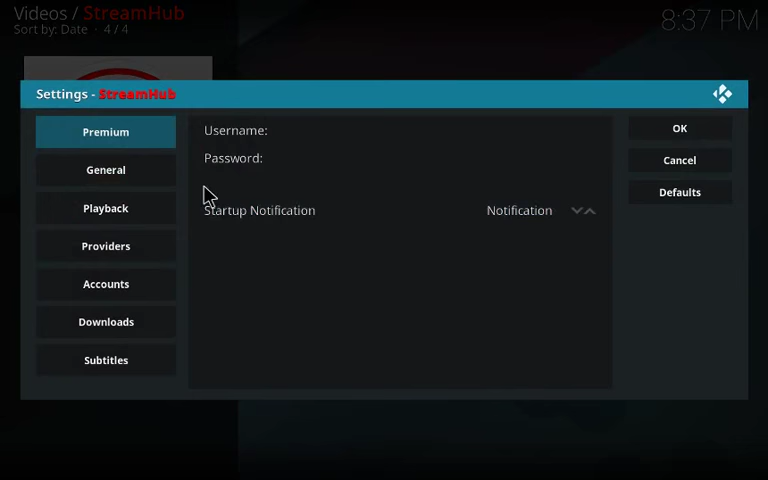 Videos / StreamHub
Sort by: Date · 4 / 4
8:37 PM
Settings - StreamHub
Premium
General
Playback
Providers
Accounts
Downloads
Subtitles
Username:
Password:
Startup Notification
Notification
OK
Cancel
Defaults